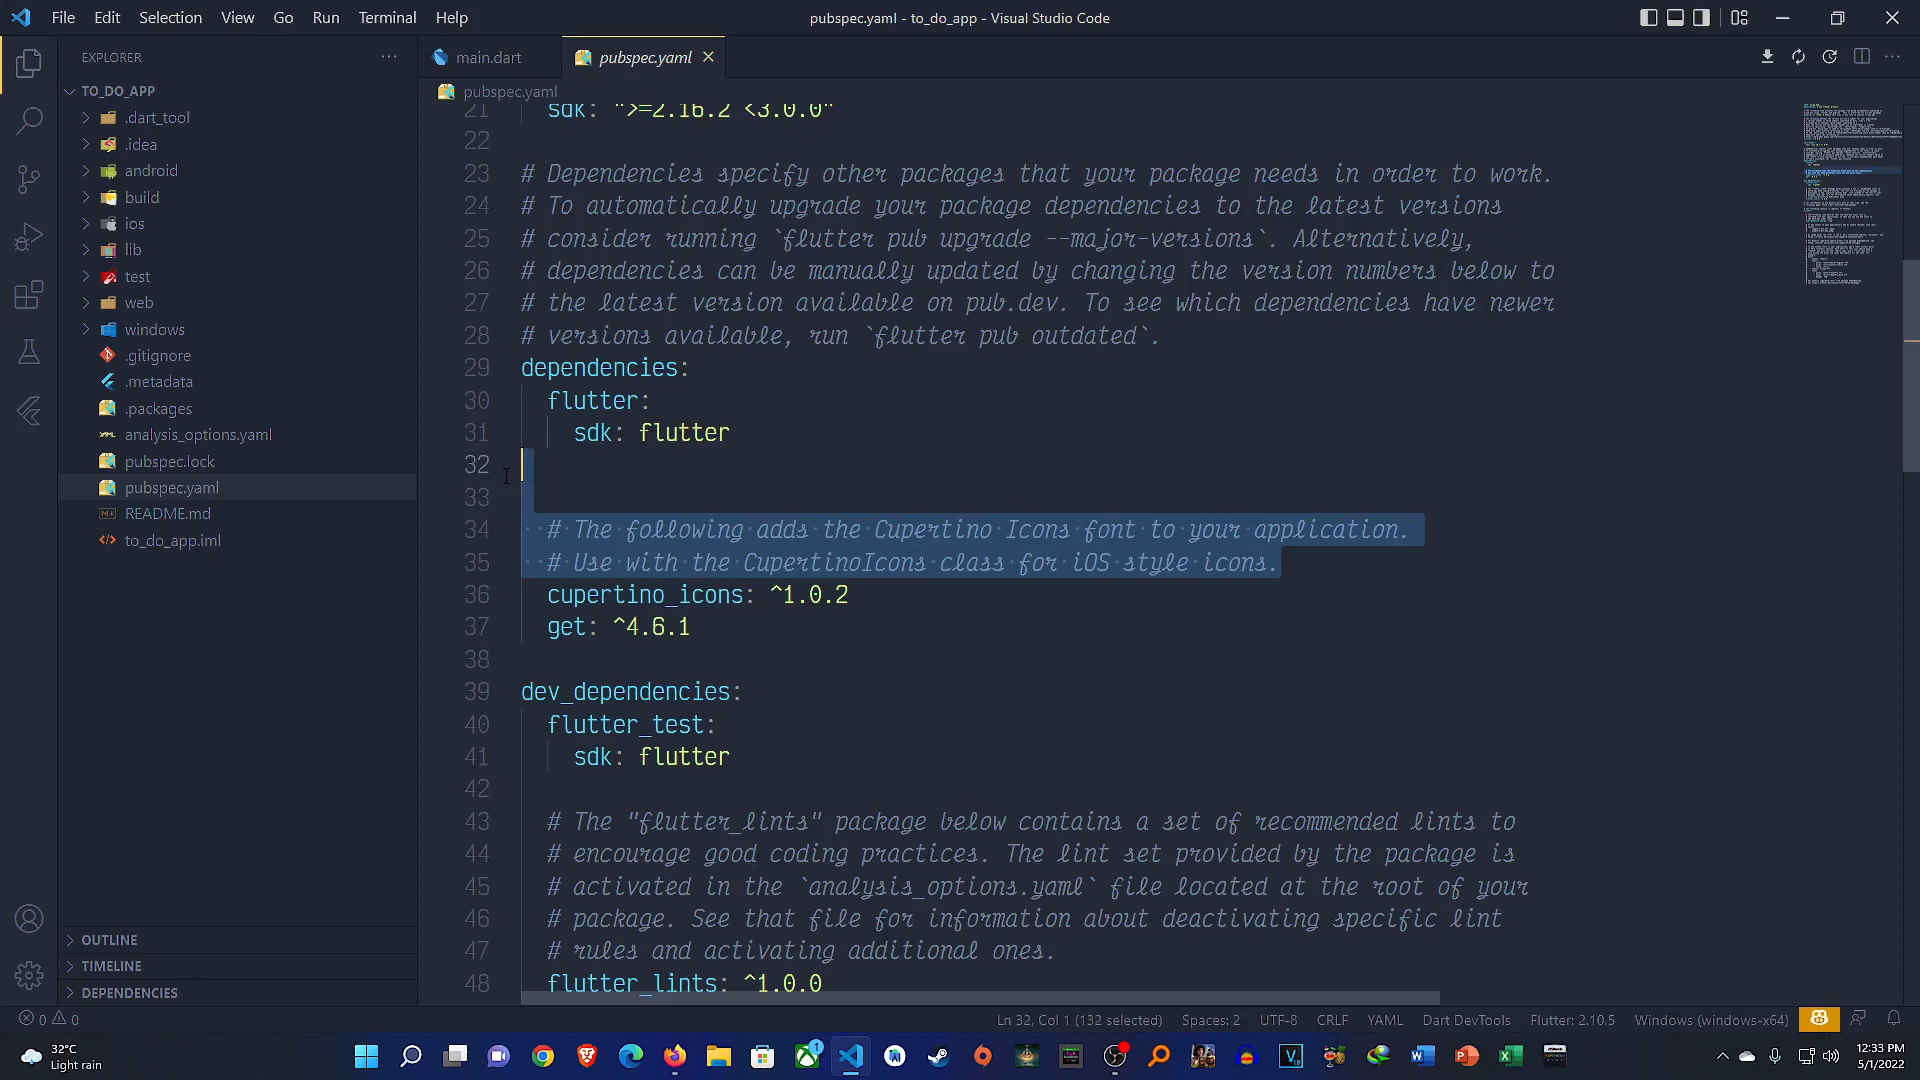 File Edit Selection View Go Run Terminal Help
pubspec.yaml - to_do_app - Visual Studio Code
EXPLORER
TO_DO_APP
.dart_tool
.idea
android
build
ios
lib
test
web
windows
.gitignore
.metadata
.packages
analysis_options.yaml
pubspec.lock
pubspec.yaml
README.md
to_do_app.iml
OUTLINE
TIMELINE
DEPENDENCIES
main.dart pubspec.yaml
pubspec.yaml
21 sdk: ">=2.16.2 <3.0.0"
22
23 # Dependencies specify other packages that your package needs in order to work.
24 # To automatically upgrade your package dependencies to the latest versions
25 # consider running `flutter pub upgrade --major-versions`. Alternatively,
26 # dependencies can be manually updated by changing the version numbers below to
27 # the latest version available on pub.dev. To see which dependencies have newer
28 # versions available, run `flutter pub outdated`.
29 dependencies:
30 flutter:
31 sdk: flutter
32
33
34 # The following adds the Cupertino Icons font to your application.
35 # Use with the CupertinoIcons class for iOS style icons.
36 cupertino_icons: ^1.0.2
37 get: ^4.6.1
38
39 dev_dependencies:
40 flutter_test:
41 sdk: flutter
42
43 # The "flutter_lints" package below contains a set of recommended lints to
44 # encourage good coding practices. The lint set provided by the package is
45 # activated in the `analysis_options.yaml` file located at the root of your
46 # package. See that file for information about deactivating specific lint
47 # rules and activating additional ones.
48 flutter_lints: ^1.0.0
0 0
Ln 32, Col 1 (132 selected) Spaces: 2 UTF-8 CRLF YAML Dart DevTools Flutter: 2.10.5 Windows (windows-x64)
32°C
Light rain
1
12:33 PM
5/1/2022